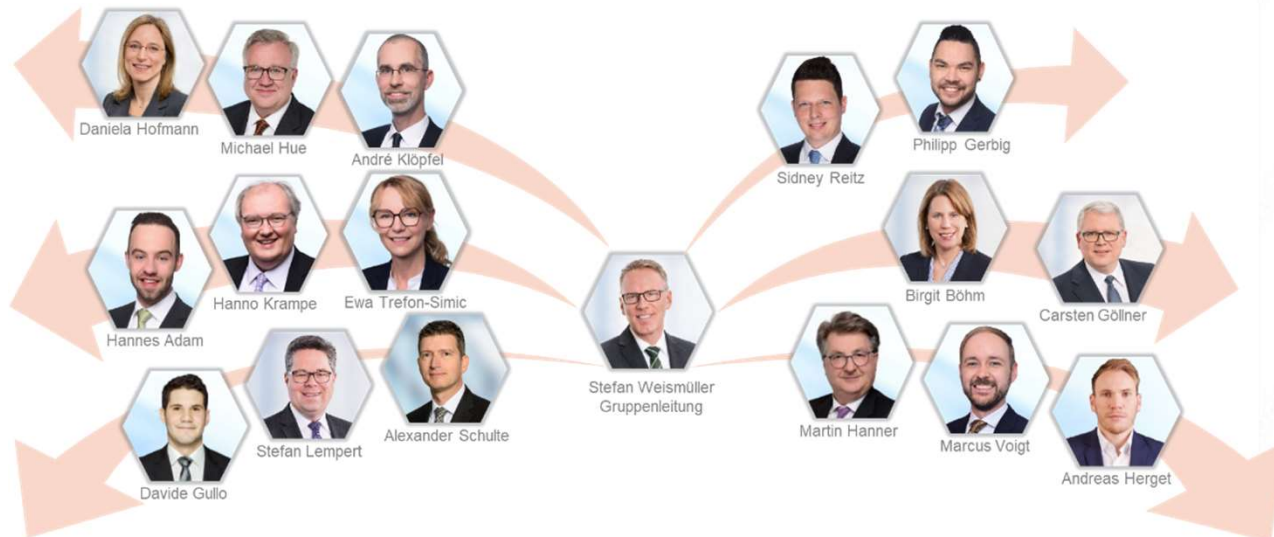 Daniela Hofmann
Michael Hue
André Klöpfel
Sidney Reitz
Philipp Gerbig
Hannes Adam
Hanno Krampe
Ewa Trefon-Simic
Birgit Böhm
Carsten Göllner
Stefan Weismüller
Gruppenleitung
Davide Gullo
Stefan Lempert
Alexander Schulte
Martin Hanner
Marcus Voigt
Andreas Herget